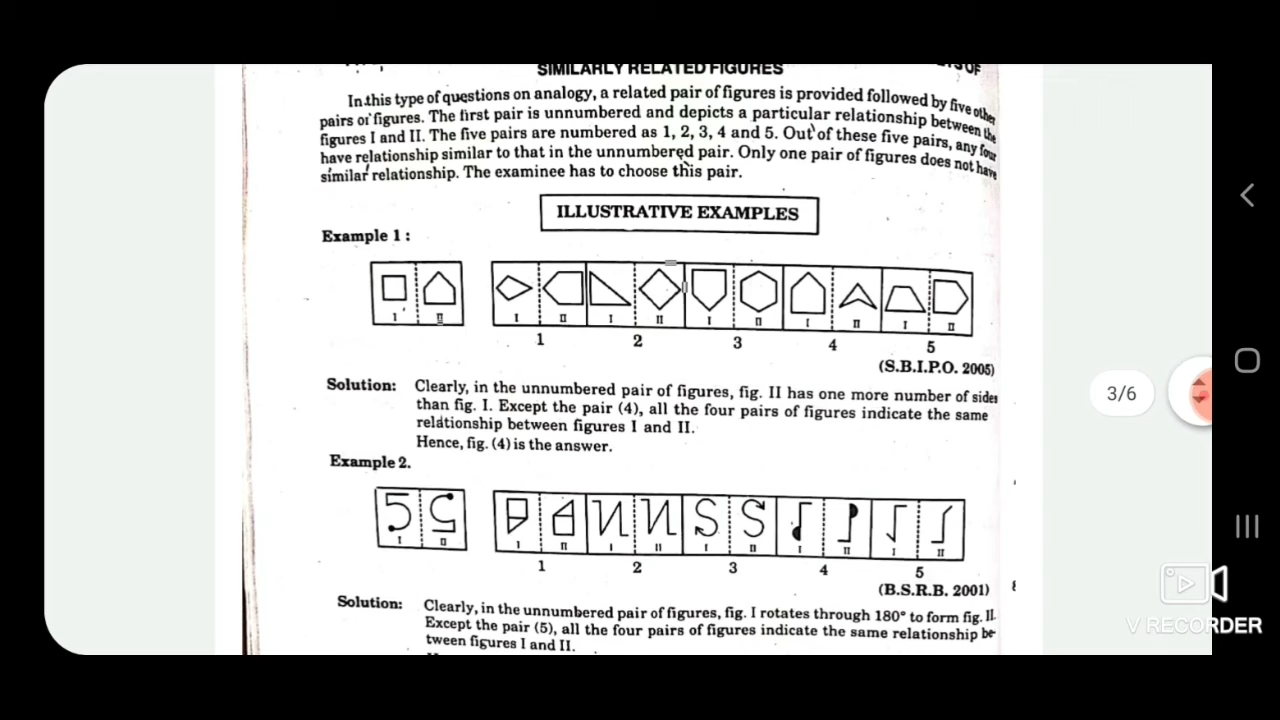 SIMILARLY RELATED FIGURES
In this type of questions on analogy, a related pair of figures is provided followed by five other
pairs of figures. The first pair is unnumbered and depicts a particular relationship between the
figures I and II. The five pairs are numbered as 1, 2, 3, 4 and 5. Out of these five pairs, any four
have relationship similar to that in the unnumbered pair. Only one pair of figures does not have
similar relationship. The examinee has to choose this pair.
ILLUSTRATIVE EXAMPLES
Example 1 :
I II I II I II I II I II I II
1 2 3 4 5
(S.B.I.P.O. 2005)
Solution: Clearly, in the unnumbered pair of figures, fig. II has one more number of sides
than fig. I. Except the pair (4), all the four pairs of figures indicate the same
relationship between figures I and II.
Hence, fig. (4) is the answer.
Example 2.
I II I II I II I II I II I II
1 2 3 4 5
(B.S.R.B. 2001)
Solution: Clearly, in the unnumbered pair of figures, fig. I rotates through 180° to form fig. II.
Except the pair (5), all the four pairs of figures indicate the same relationship be-
tween figures I and II.
3/6
V RECORDER